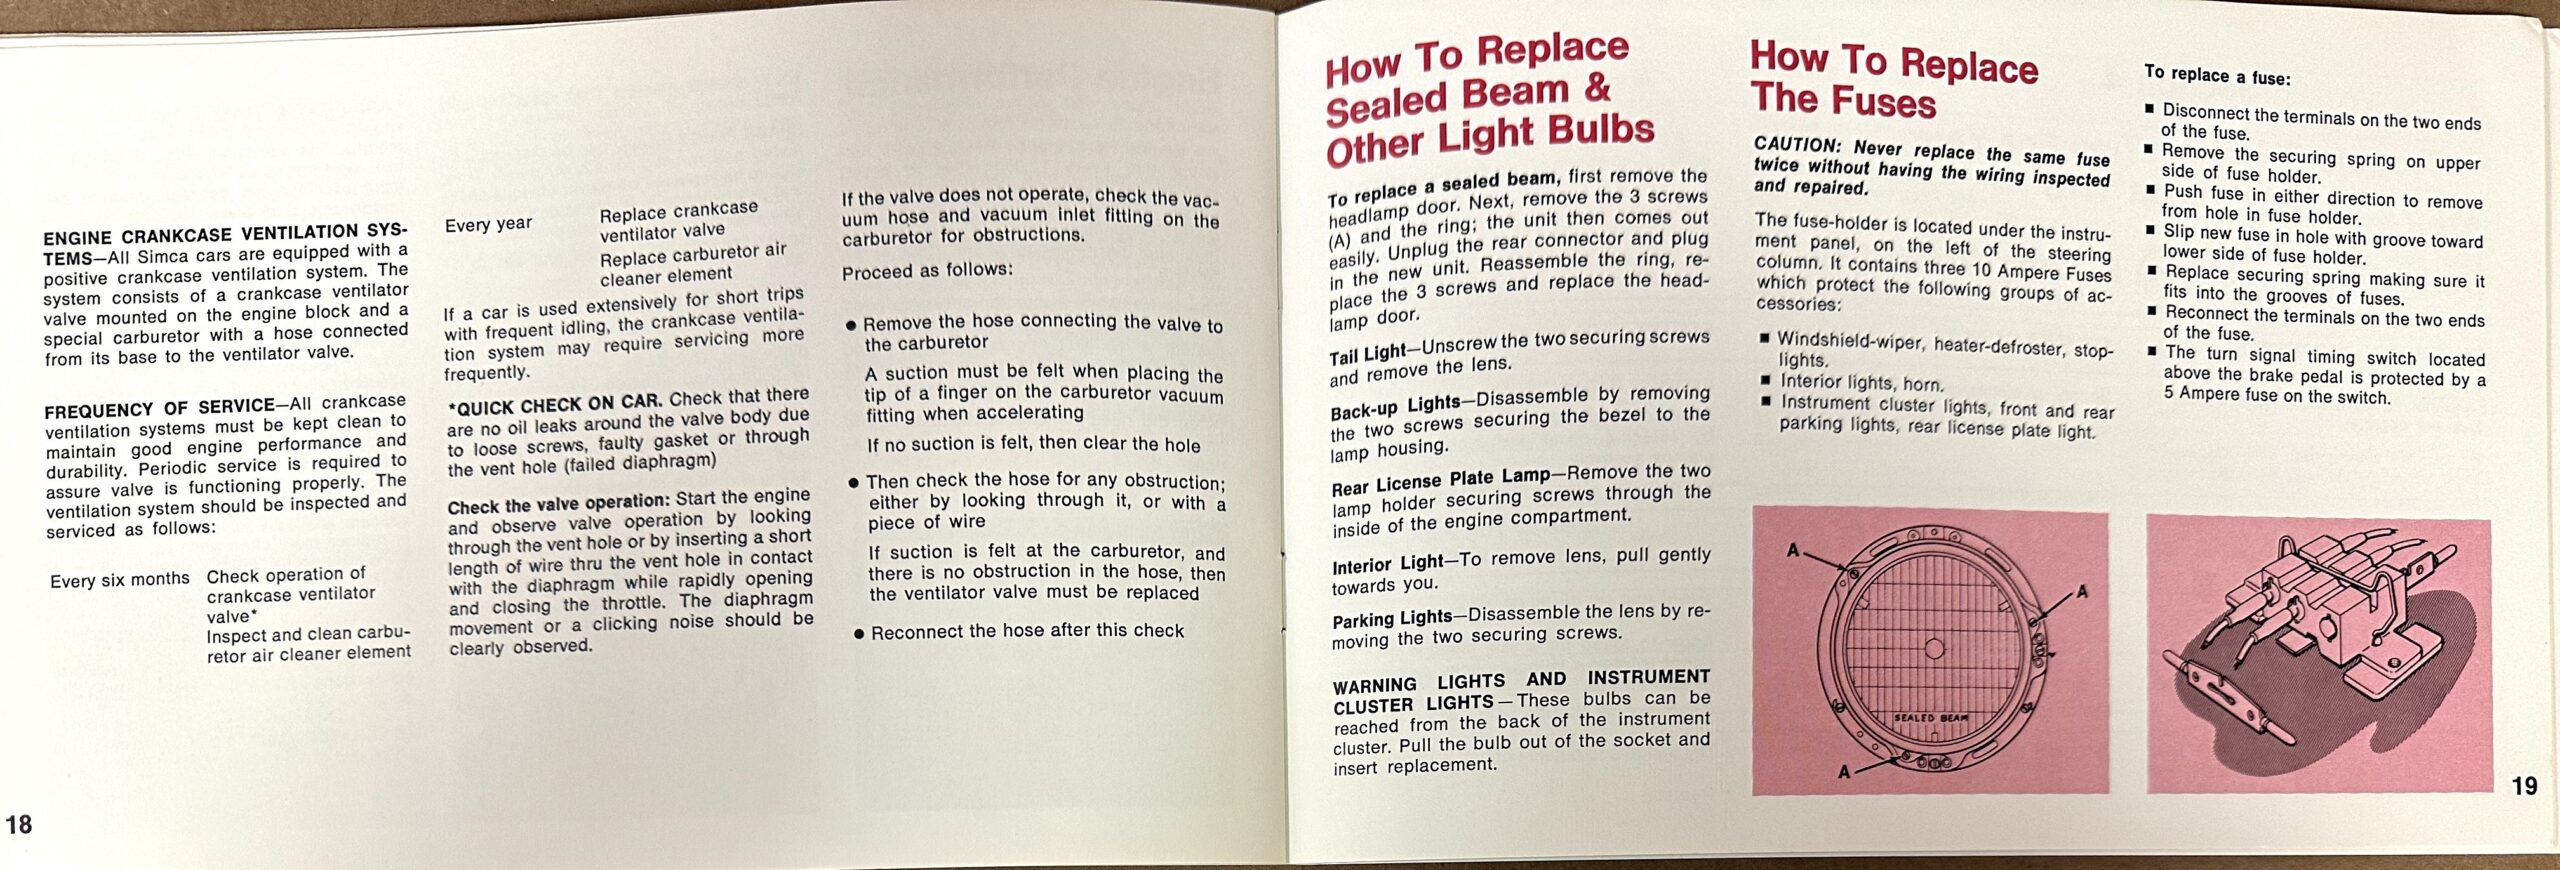 ENGINE CRANKCASE VENTILATION SYS-
TEMS—All Simca cars are equipped with a
positive crankcase ventilation system. The
system consists of a crankcase ventilator
valve mounted on the engine block and a
special carburetor with a hose connected
from its base to the ventilator valve.
FREQUENCY OF SERVICE—All crankcase
ventilation systems must be kept clean to
maintain good engine performance and
durability. Periodic service is required to
assure valve is functioning properly. The
ventilation system should be inspected and
serviced as follows:
Every six months Check operation of
crankcase ventilator
valve*
Inspect and clean carbu-
retor air cleaner element
18
Every year Replace crankcase
ventilator valve
Replace carburetor air
cleaner element
If a car is used extensively for short trips
with frequent idling, the crankcase ventila-
tion system may require servicing more
frequently.
*QUICK CHECK ON CAR. Check that there
are no oil leaks around the valve body due
to loose screws, faulty gasket or through
the vent hole (failed diaphragm)
Check the valve operation: Start the engine
and observe valve operation by looking
through the vent hole or by inserting a short
length of wire thru the vent hole in contact
with the diaphragm while rapidly opening
and closing the throttle. The diaphragm
movement or a clicking noise should be
clearly observed.
If the valve does not operate, check the vac-
uum hose and vacuum inlet fitting on the
carburetor for obstructions.
Proceed as follows:
● Remove the hose connecting the valve to
the carburetor
A suction must be felt when placing the
tip of a finger on the carburetor vacuum
fitting when accelerating
If no suction is felt, then clear the hole
● Then check the hose for any obstruction;
either by looking through it, or with a
piece of wire
If suction is felt at the carburetor, and
there is no obstruction in the hose, then
the ventilator valve must be replaced
● Reconnect the hose after this check
How To Replace
Sealed Beam &
Other Light Bulbs
To replace a sealed beam, first remove the
headlamp door. Next, remove the 3 screws
(A) and the ring; the unit then comes out
easily. Unplug the rear connector and plug
in the new unit. Reassemble the ring, re-
place the 3 screws and replace the head-
lamp door.
Tail Light—Unscrew the two securing screws
and remove the lens.
Back-up Lights—Disassemble by removing
the two screws securing the bezel to the
lamp housing.
Rear License Plate Lamp—Remove the two
lamp holder securing screws through the
inside of the engine compartment.
Interior Light—To remove lens, pull gently
towards you.
Parking Lights—Disassemble the lens by re-
moving the two securing screws.
WARNING LIGHTS AND INSTRUMENT
CLUSTER LIGHTS—These bulbs can be
reached from the back of the instrument
cluster. Pull the bulb out of the socket and
insert replacement.
How To Replace
The Fuses
CAUTION: Never replace the same fuse
twice without having the wiring inspected
and repaired.
The fuse-holder is located under the instru-
ment panel, on the left of the steering
column. It contains three 10 Ampere Fuses
which protect the following groups of ac-
cessories:
■ Windshield-wiper, heater-defroster, stop-
lights.
■ Interior lights, horn.
■ Instrument cluster lights, front and rear
parking lights, rear license plate light.
A
A
SEALED BEAM
A
To replace a fuse:
■ Disconnect the terminals on the two ends
of the fuse.
■ Remove the securing spring on upper
side of fuse holder.
■ Push fuse in either direction to remove
from hole in fuse holder.
■ Slip new fuse in hole with groove toward
lower side of fuse holder.
■ Replace securing spring making sure it
fits into the grooves of fuses.
■ Reconnect the terminals on the two ends
of the fuse.
■ The turn signal timing switch located
above the brake pedal is protected by a
5 Ampere fuse on the switch.
19